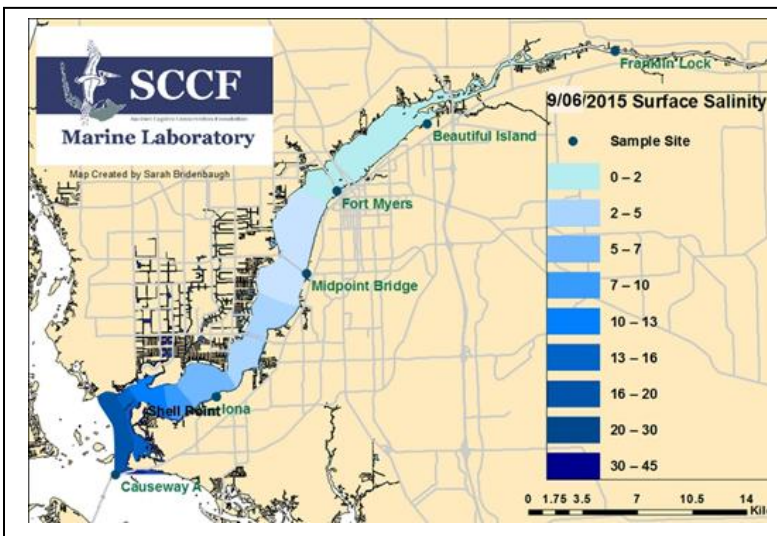 SCCF
Marine Laboratory
Map Created by Sarah Bridenbaugh
Franklin Lock
9/06/2015 Surface Salinity
Beautiful Island
Sample Site
Fort Myers
0 – 2
2 – 5
5 – 7
7 – 10
10 – 13
13 – 16
16 – 20
20 – 30
30 – 45
Midpoint Bridge
Shell Point
Iona
Causeway A
0 1.75 3.5 7 10.5 14
Kil